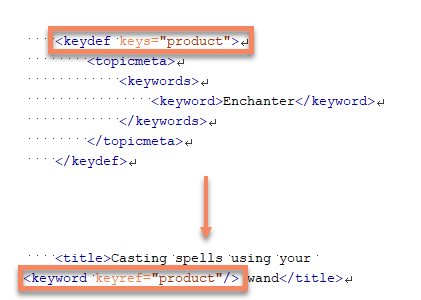 <keydef keys="product">
<topicmeta>
<keywords>
<keyword>Enchanter</keyword>
</keywords>
</topicmeta>
</keydef>
<title>Casting spells using your
<keyword keyref="product"/> wand</title>